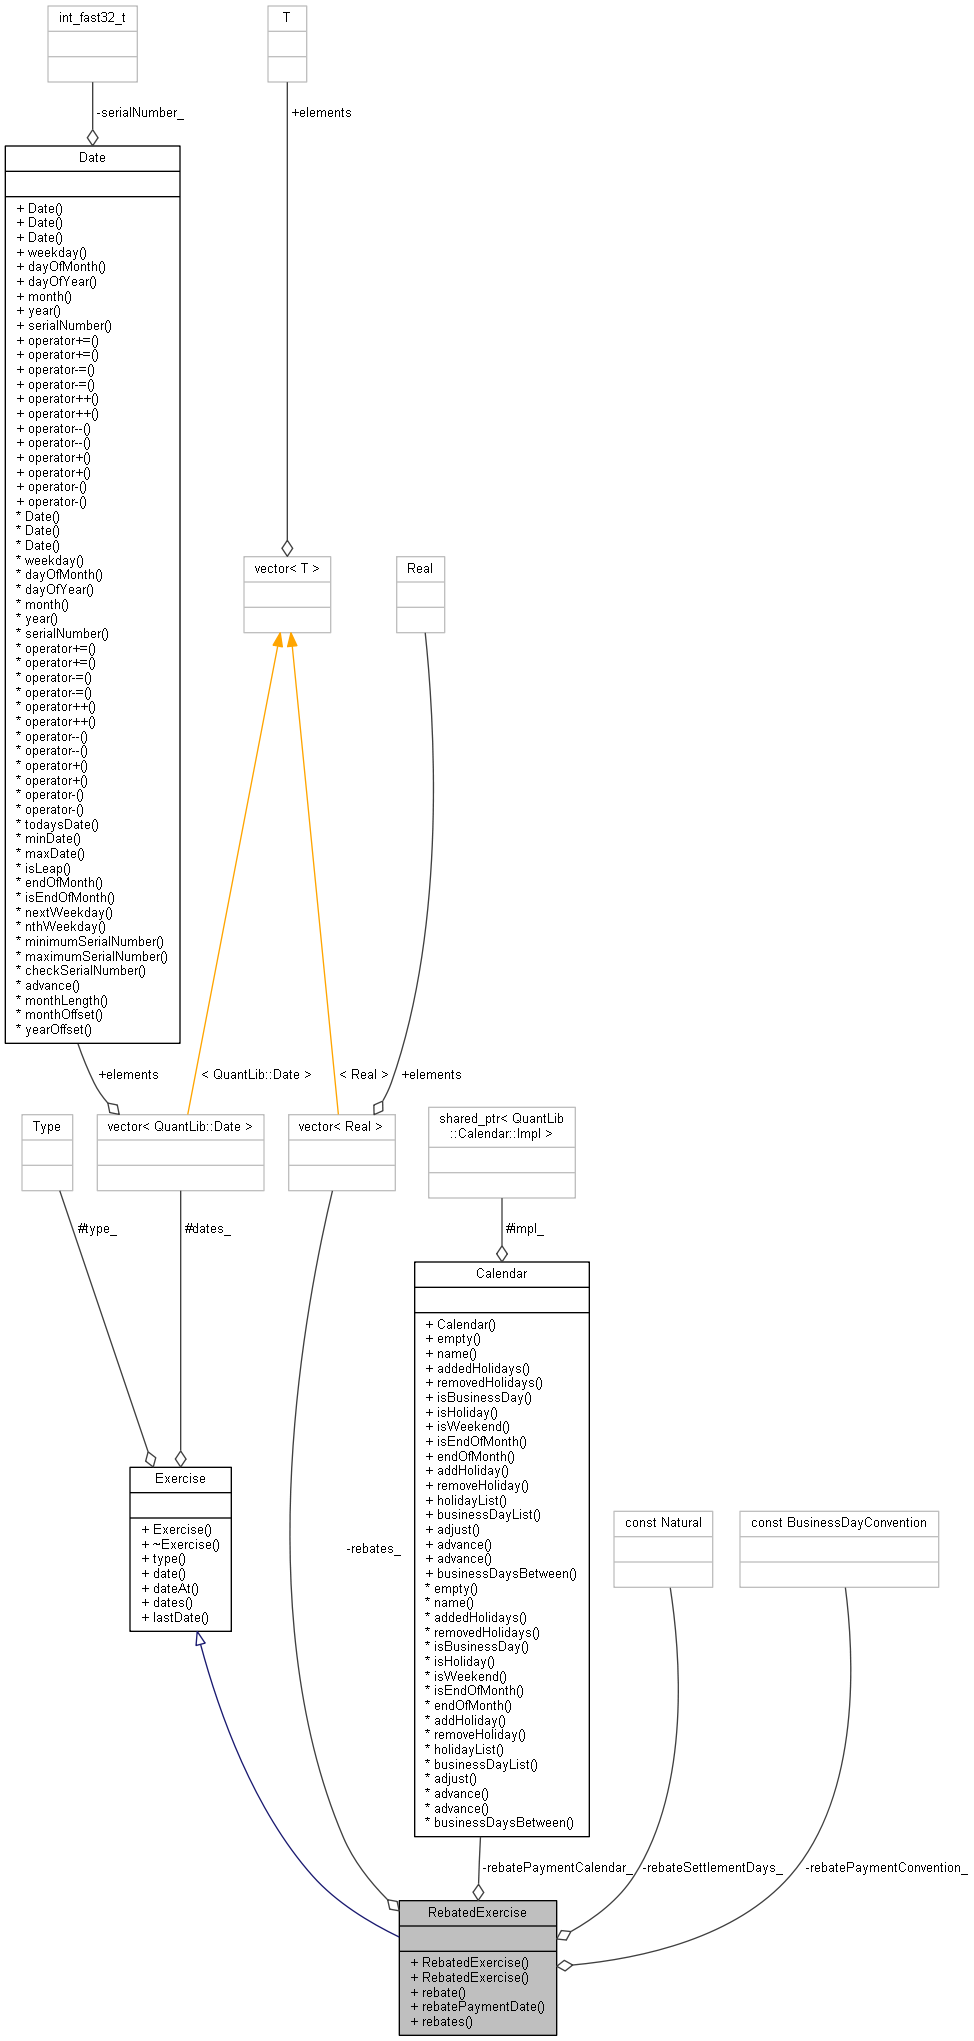 int_fast32_t
T
-serialNumber_
+elements
Date
+ Date()
+ Date()
+ Date()
+ weekday()
+ dayOfMonth()
+ dayOfYear()
+ month()
+ year()
+ serialNumber()
+ operator+=()
+ operator+=()
+ operator-=()
+ operator-=()
+ operator++()
+ operator++()
+ operator--()
+ operator--()
+ operator+()
+ operator+()
+ operator-()
+ operator-()
* Date()
* Date()
* Date()
* weekday()
* dayOfMonth()
* dayOfYear()
* month()
* year()
* serialNumber()
* operator+=()
* operator+=()
* operator-=()
* operator-=()
* operator++()
* operator++()
* operator--()
* operator--()
* operator+()
* operator+()
* operator-()
* operator-()
* todaysDate()
* minDate()
* maxDate()
* isLeap()
* endOfMonth()
* isEndOfMonth()
* nextWeekday()
* nthWeekday()
* minimumSerialNumber()
* maximumSerialNumber()
* checkSerialNumber()
* advance()
* monthLength()
* monthOffset()
* yearOffset()
vector< T >
Real
+elements
< QuantLib::Date >
< Real >
+elements
Type
vector< QuantLib::Date >
vector< Real >
shared_ptr< QuantLib
::Calendar::Impl >
#type_
#dates_
#impl_
Calendar
+ Calendar()
+ empty()
+ name()
+ addedHolidays()
+ removedHolidays()
+ isBusinessDay()
+ isHoliday()
+ isWeekend()
+ isEndOfMonth()
+ endOfMonth()
+ addHoliday()
+ removeHoliday()
+ holidayList()
+ businessDayList()
+ adjust()
+ advance()
+ advance()
+ businessDaysBetween()
* empty()
* name()
* addedHolidays()
* removedHolidays()
* isBusinessDay()
* isHoliday()
* isWeekend()
* isEndOfMonth()
* endOfMonth()
* addHoliday()
* removeHoliday()
* holidayList()
* businessDayList()
* adjust()
* advance()
* advance()
* businessDaysBetween()
Exercise
+ Exercise()
+ ~Exercise()
+ type()
+ date()
+ dateAt()
+ dates()
+ lastDate()
-rebates_
const Natural
const BusinessDayConvention
-rebatePaymentCalendar_
-rebateSettlementDays_
-rebatePaymentConvention_
RebatedExercise
+ RebatedExercise()
+ RebatedExercise()
+ rebate()
+ rebatePaymentDate()
+ rebates()